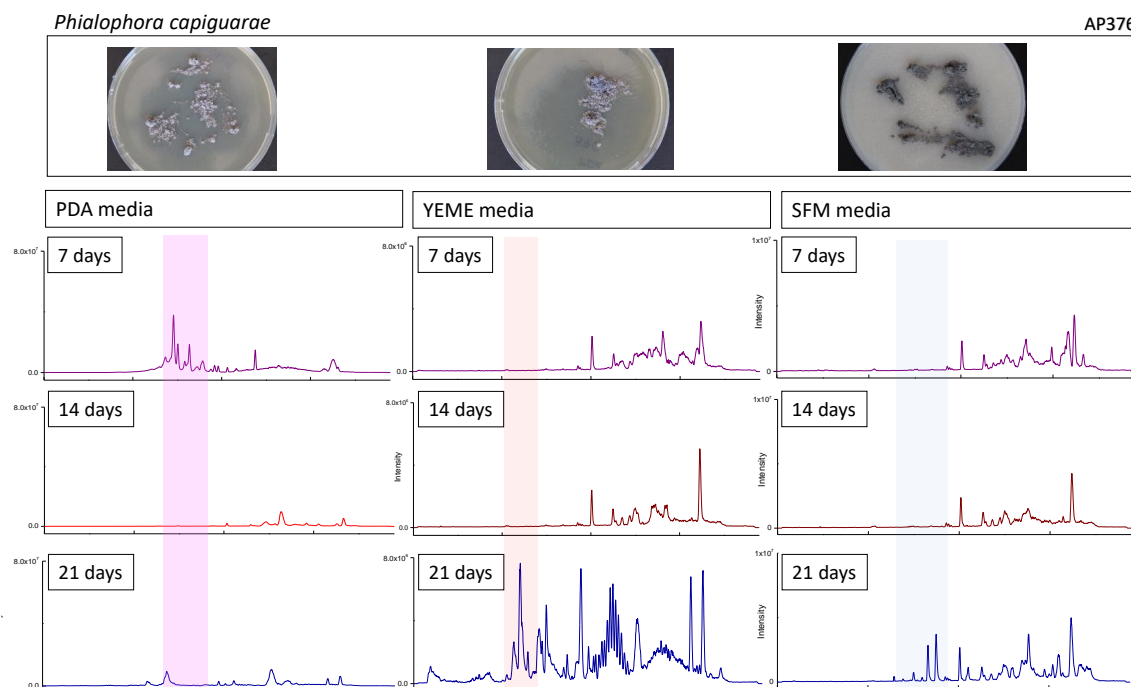 Phialophora capiguarae AP376
PDA media YEME media SFM media
7 days 7 days 7 days
8.0x10⁷ 8.0x10⁶ 1x10⁷
Intensity
0.0 0.0 0
14 days 14 days 14 days
8.0x10⁷ 8.0x10⁶ 1x10⁷
Intensity Intensity
0.0 0.0 0
21 days 21 days 21 days
8.0x10⁷ 8.0x10⁶ 1x10⁷
Intensity
0.0 0.0 0